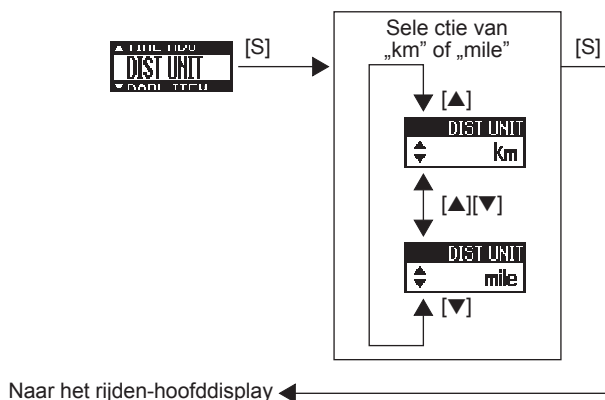 DIST UNIT
[S]
Sele ctie van
„km” of „mile”
[S]
[▲]
DIST UNIT
km
[▲][▼]
DIST UNIT
mile
[▼]
Naar het rijden-hoofddisplay